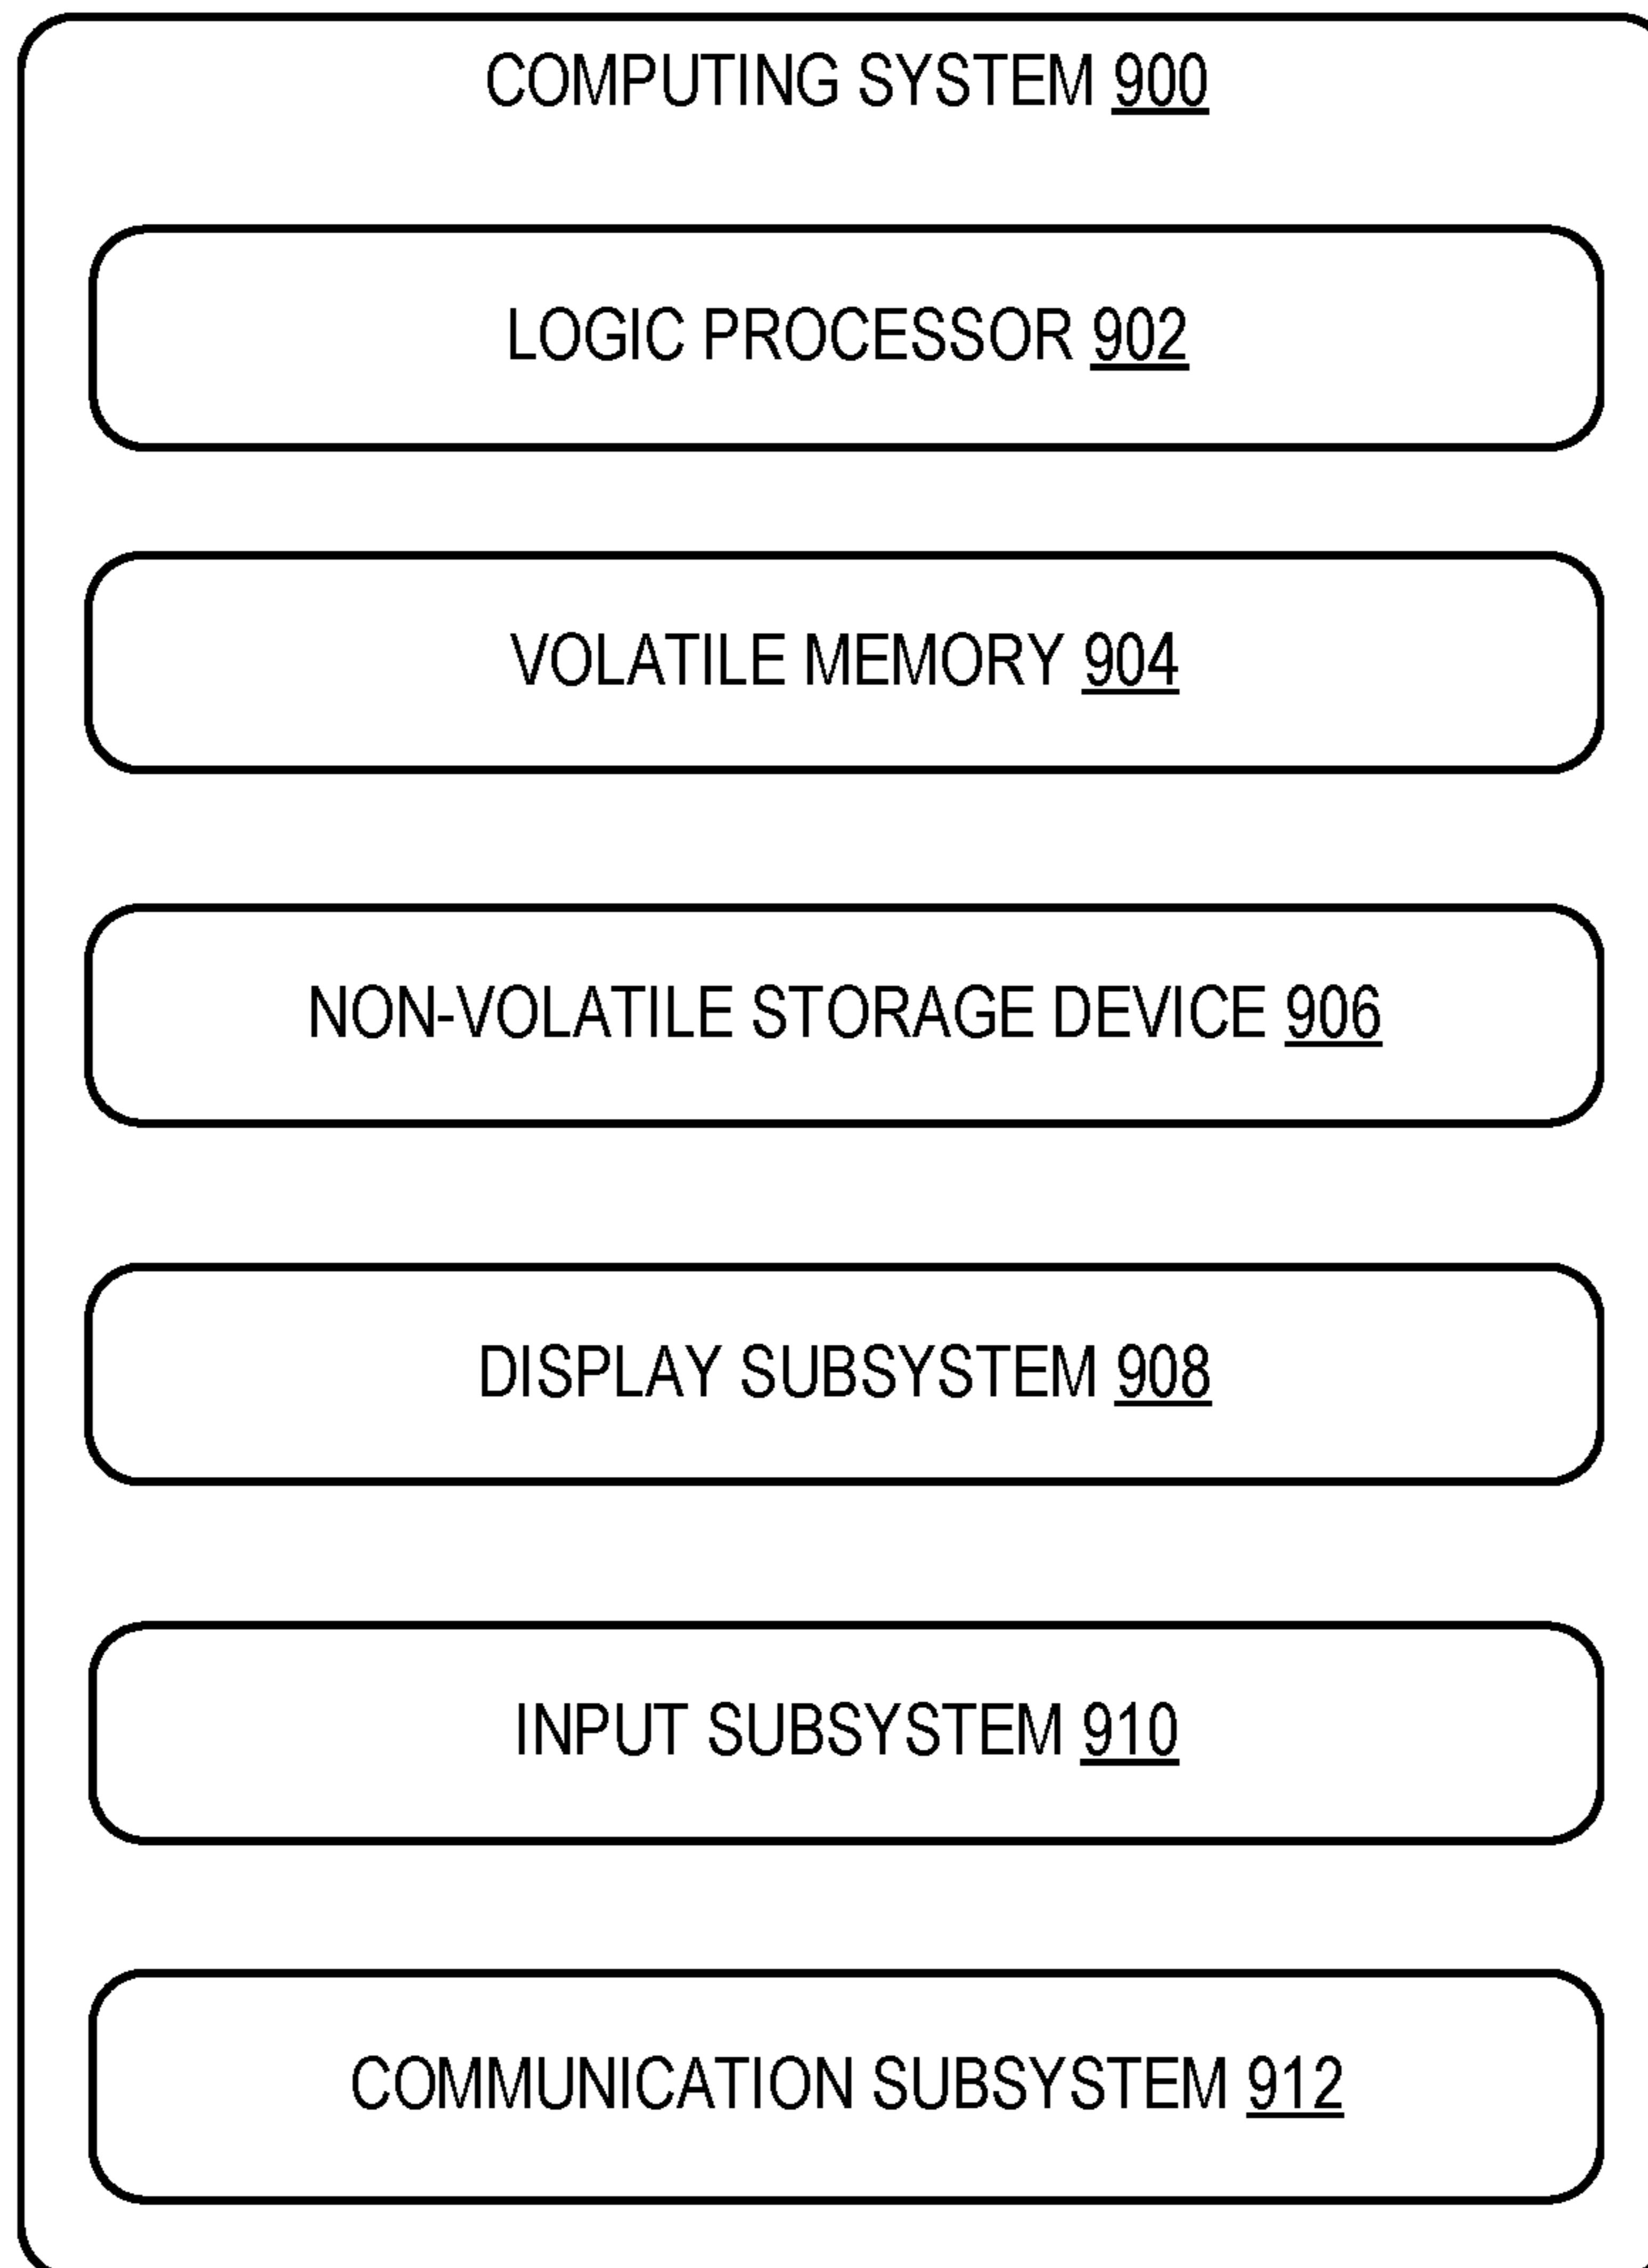 COMPUTING SYSTEM 900
LOGIC PROCESSOR 902
VOLATILE MEMORY 904
NON-VOLATILE STORAGE DEVICE 906
DISPLAY SUBSYSTEM 908
INPUT SUBSYSTEM 910
COMMUNICATION SUBSYSTEM 912